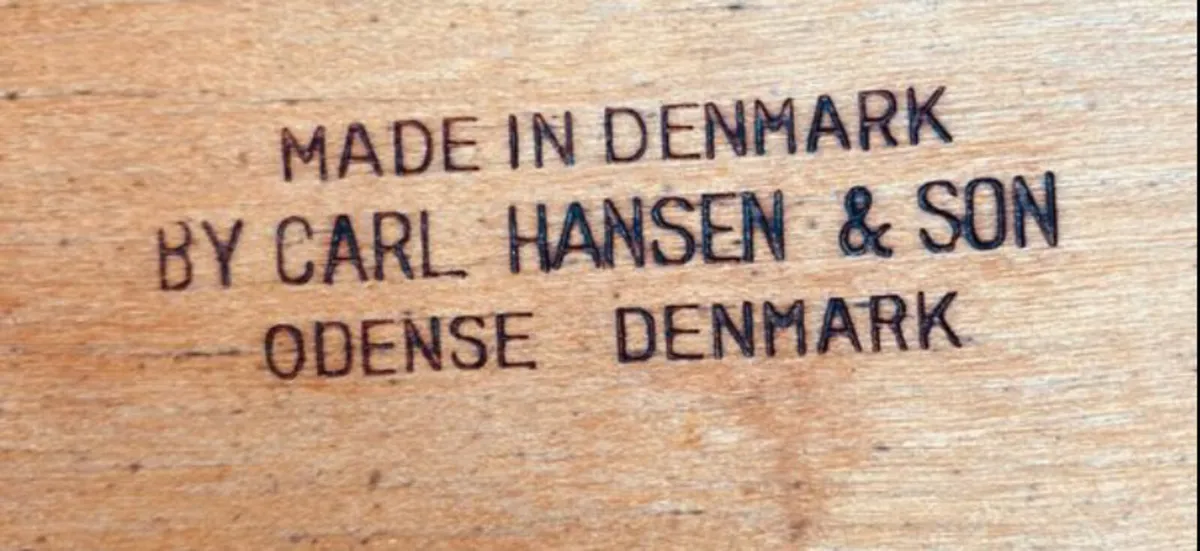 MADE IN DENMARK
BY CARL HANSEN & SON
ODENSE DENMARK